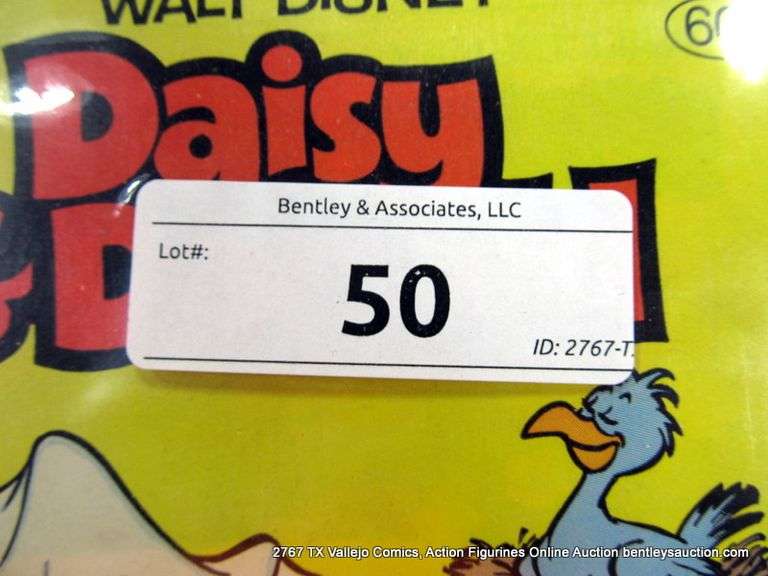 WALT DISNEY
60
Daisy
& D
Bentley & Associates, LLC
Lot#:
50
ID: 2767-T
2767 TX Vallejo Comics, Action Figurines Online Auction bentleysauction.com